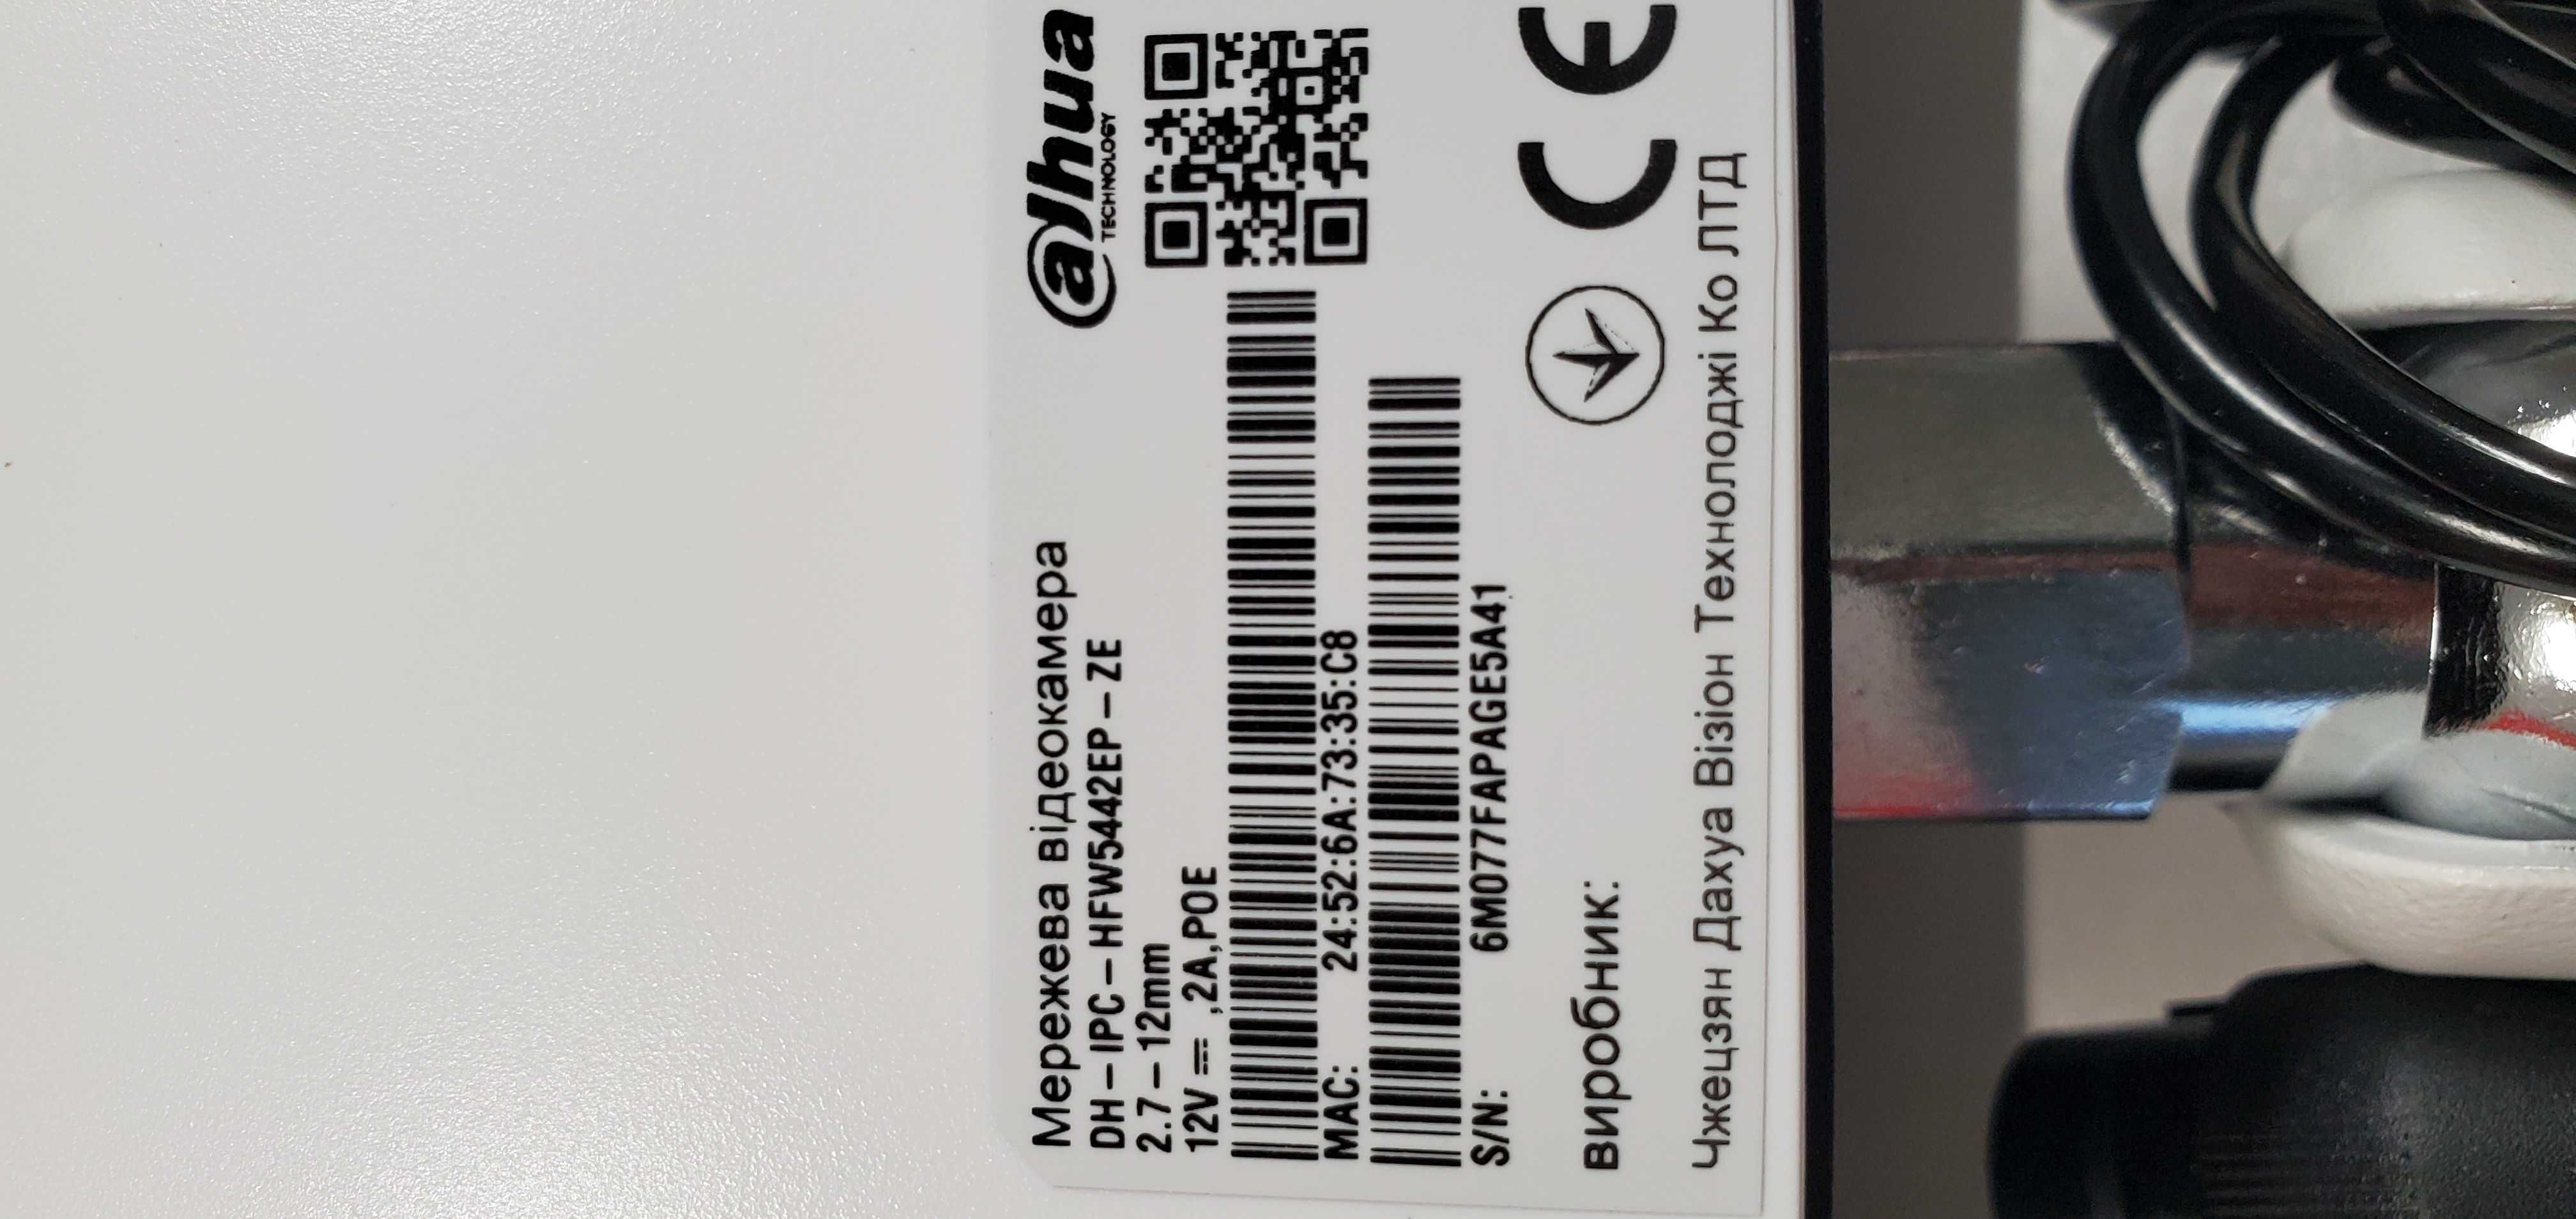 alhua
TECHNOLOGY
Мережева відеокамера
DH-IPC-HFW5442EP-ZE
2.7-12mm
12V⎓,2A,POE
MAC: 24:52:6A:73:35:C8
S/N: 6M077FAPAGE5A41
CE
виробник:
Чжецзян Дахуа Візіон Технолоджі Ко ЛТД